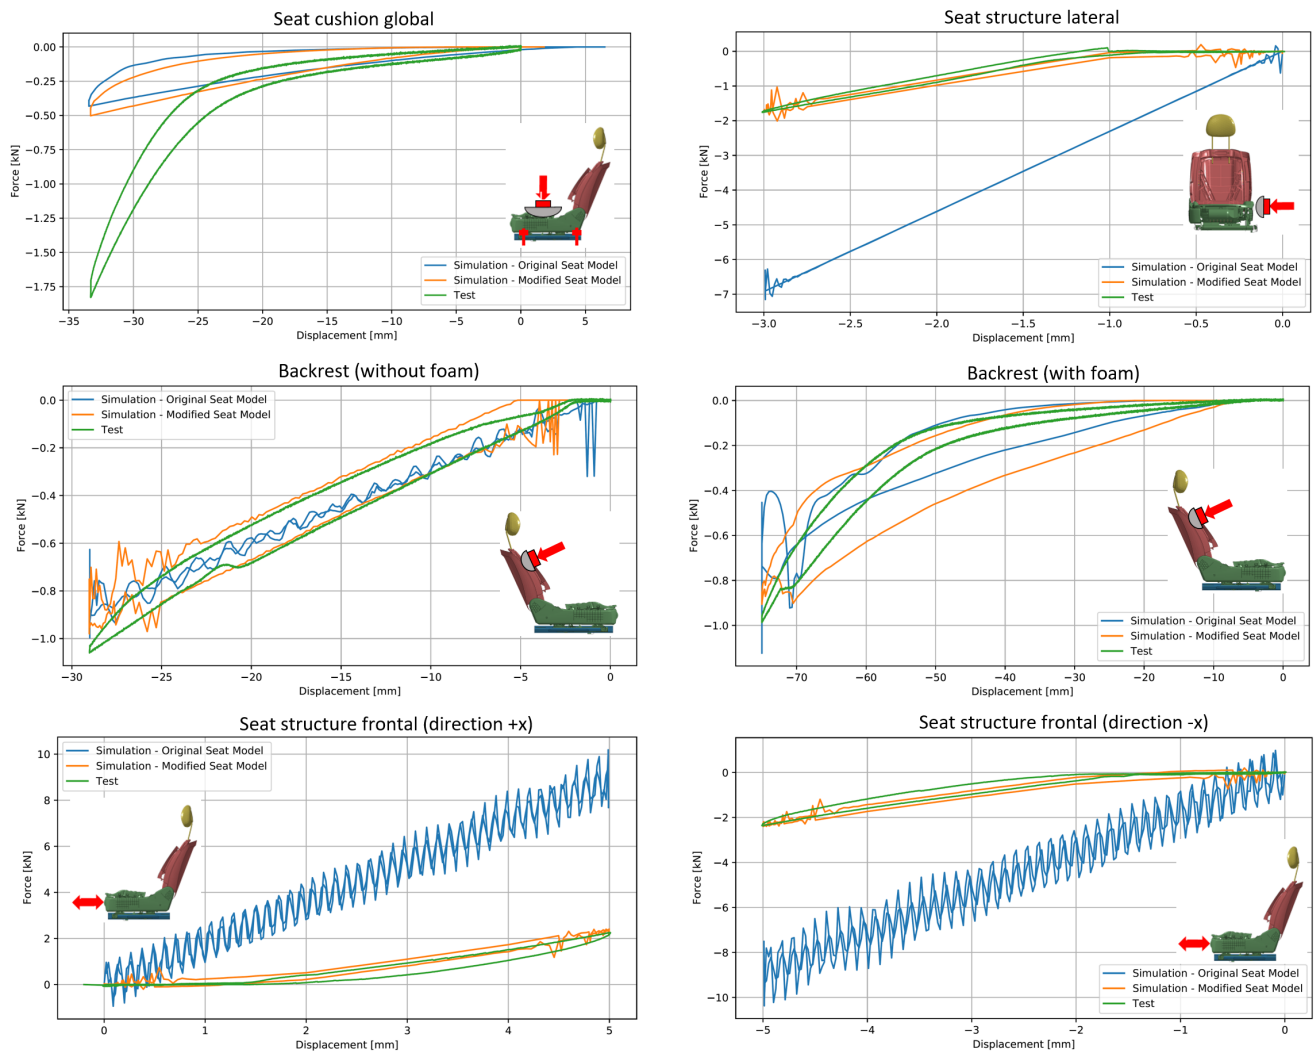 Seat cushion global
0.00
−0.25
−0.50
−0.75
−1.00
−1.25
−1.50
−1.75
Force [kN]
−35 −30 −25 −20 −15 −10 −5 0 5
Displacement [mm]
Simulation - Original Seat Model
Simulation - Modified Seat Model
Test
Seat structure lateral
0
−1
−2
−3
−4
−5
−6
−7
Force [kN]
−3.0 −2.5 −2.0 −1.5 −1.0 −0.5 0.0
Displacement [mm]
Simulation - Original Seat Model
Simulation - Modified Seat Model
Test
Backrest (without foam)
Simulation - Original Seat Model
Simulation - Modified Seat Model
Test
0.0
−0.2
−0.4
−0.6
−0.8
−1.0
Force [kN]
−30 −25 −20 −15 −10 −5 0
Displacement [mm]
Backrest (with foam)
0.0
−0.2
−0.4
−0.6
−0.8
−1.0
Force [kN]
−70 −60 −50 −40 −30 −20 −10 0
Displacement [mm]
Simulation - Original Seat Model
Simulation - Modified Seat Model
Test
Seat structure frontal (direction +x)
Simulation - Original Seat Model
Simulation - Modified Seat Model
Test
10
8
6
4
2
0
Force [kN]
0 1 2 3 4 5
Displacement [mm]
Seat structure frontal (direction -x)
0
−2
−4
−6
−8
−10
Force [kN]
−5 −4 −3 −2 −1 0
Displacement [mm]
Simulation - Original Seat Model
Simulation - Modified Seat Model
Test